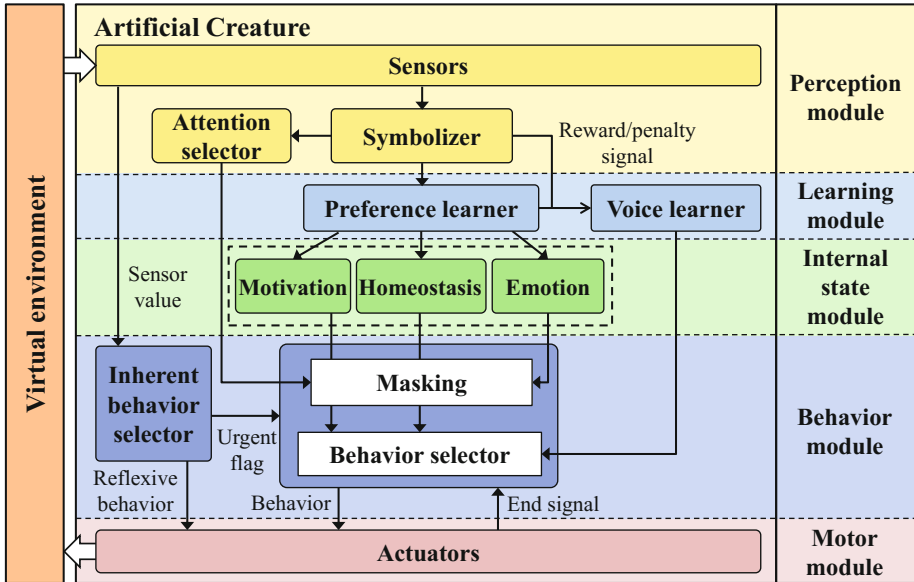 Virtual environment
Artificial Creature
Sensors
Perception
module
Attention
selector
Symbolizer
Reward/penalty
signal
Preference learner
Voice learner
Learning
module
Sensor
value
Motivation
Homeostasis
Emotion
Internal
state
module
Inherent
behavior
selector
Masking
Urgent
flag
Behavior selector
Behavior
module
Reflexive
behavior
Behavior
End signal
Actuators
Motor
module